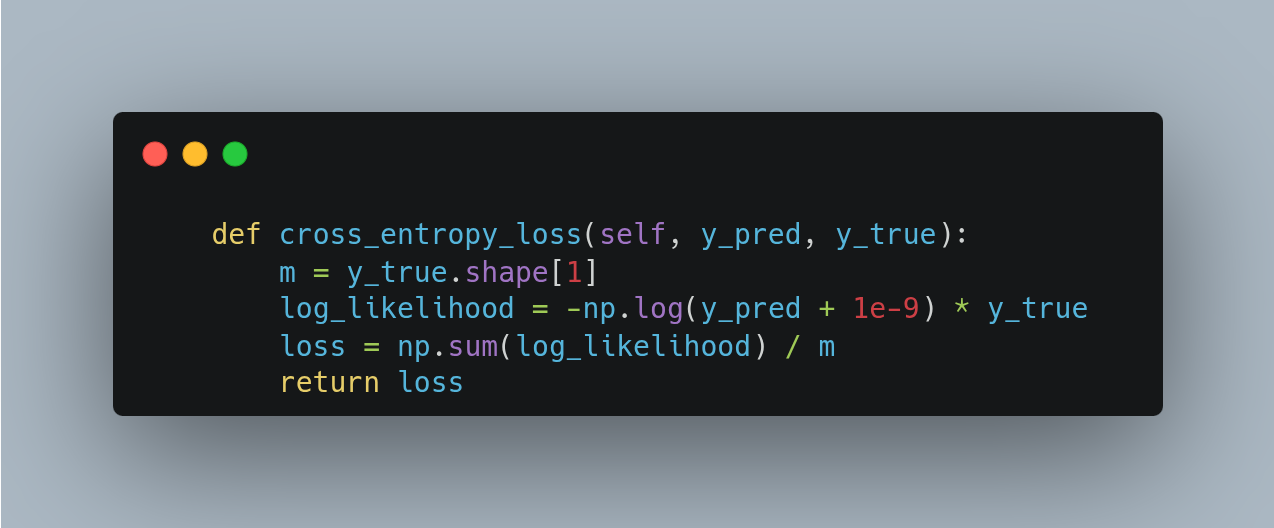 def cross_entropy_loss(self, y_pred, y_true):
    m = y_true.shape[1]
    log_likelihood = -np.log(y_pred + 1e-9) * y_true
    loss = np.sum(log_likelihood) / m
    return loss